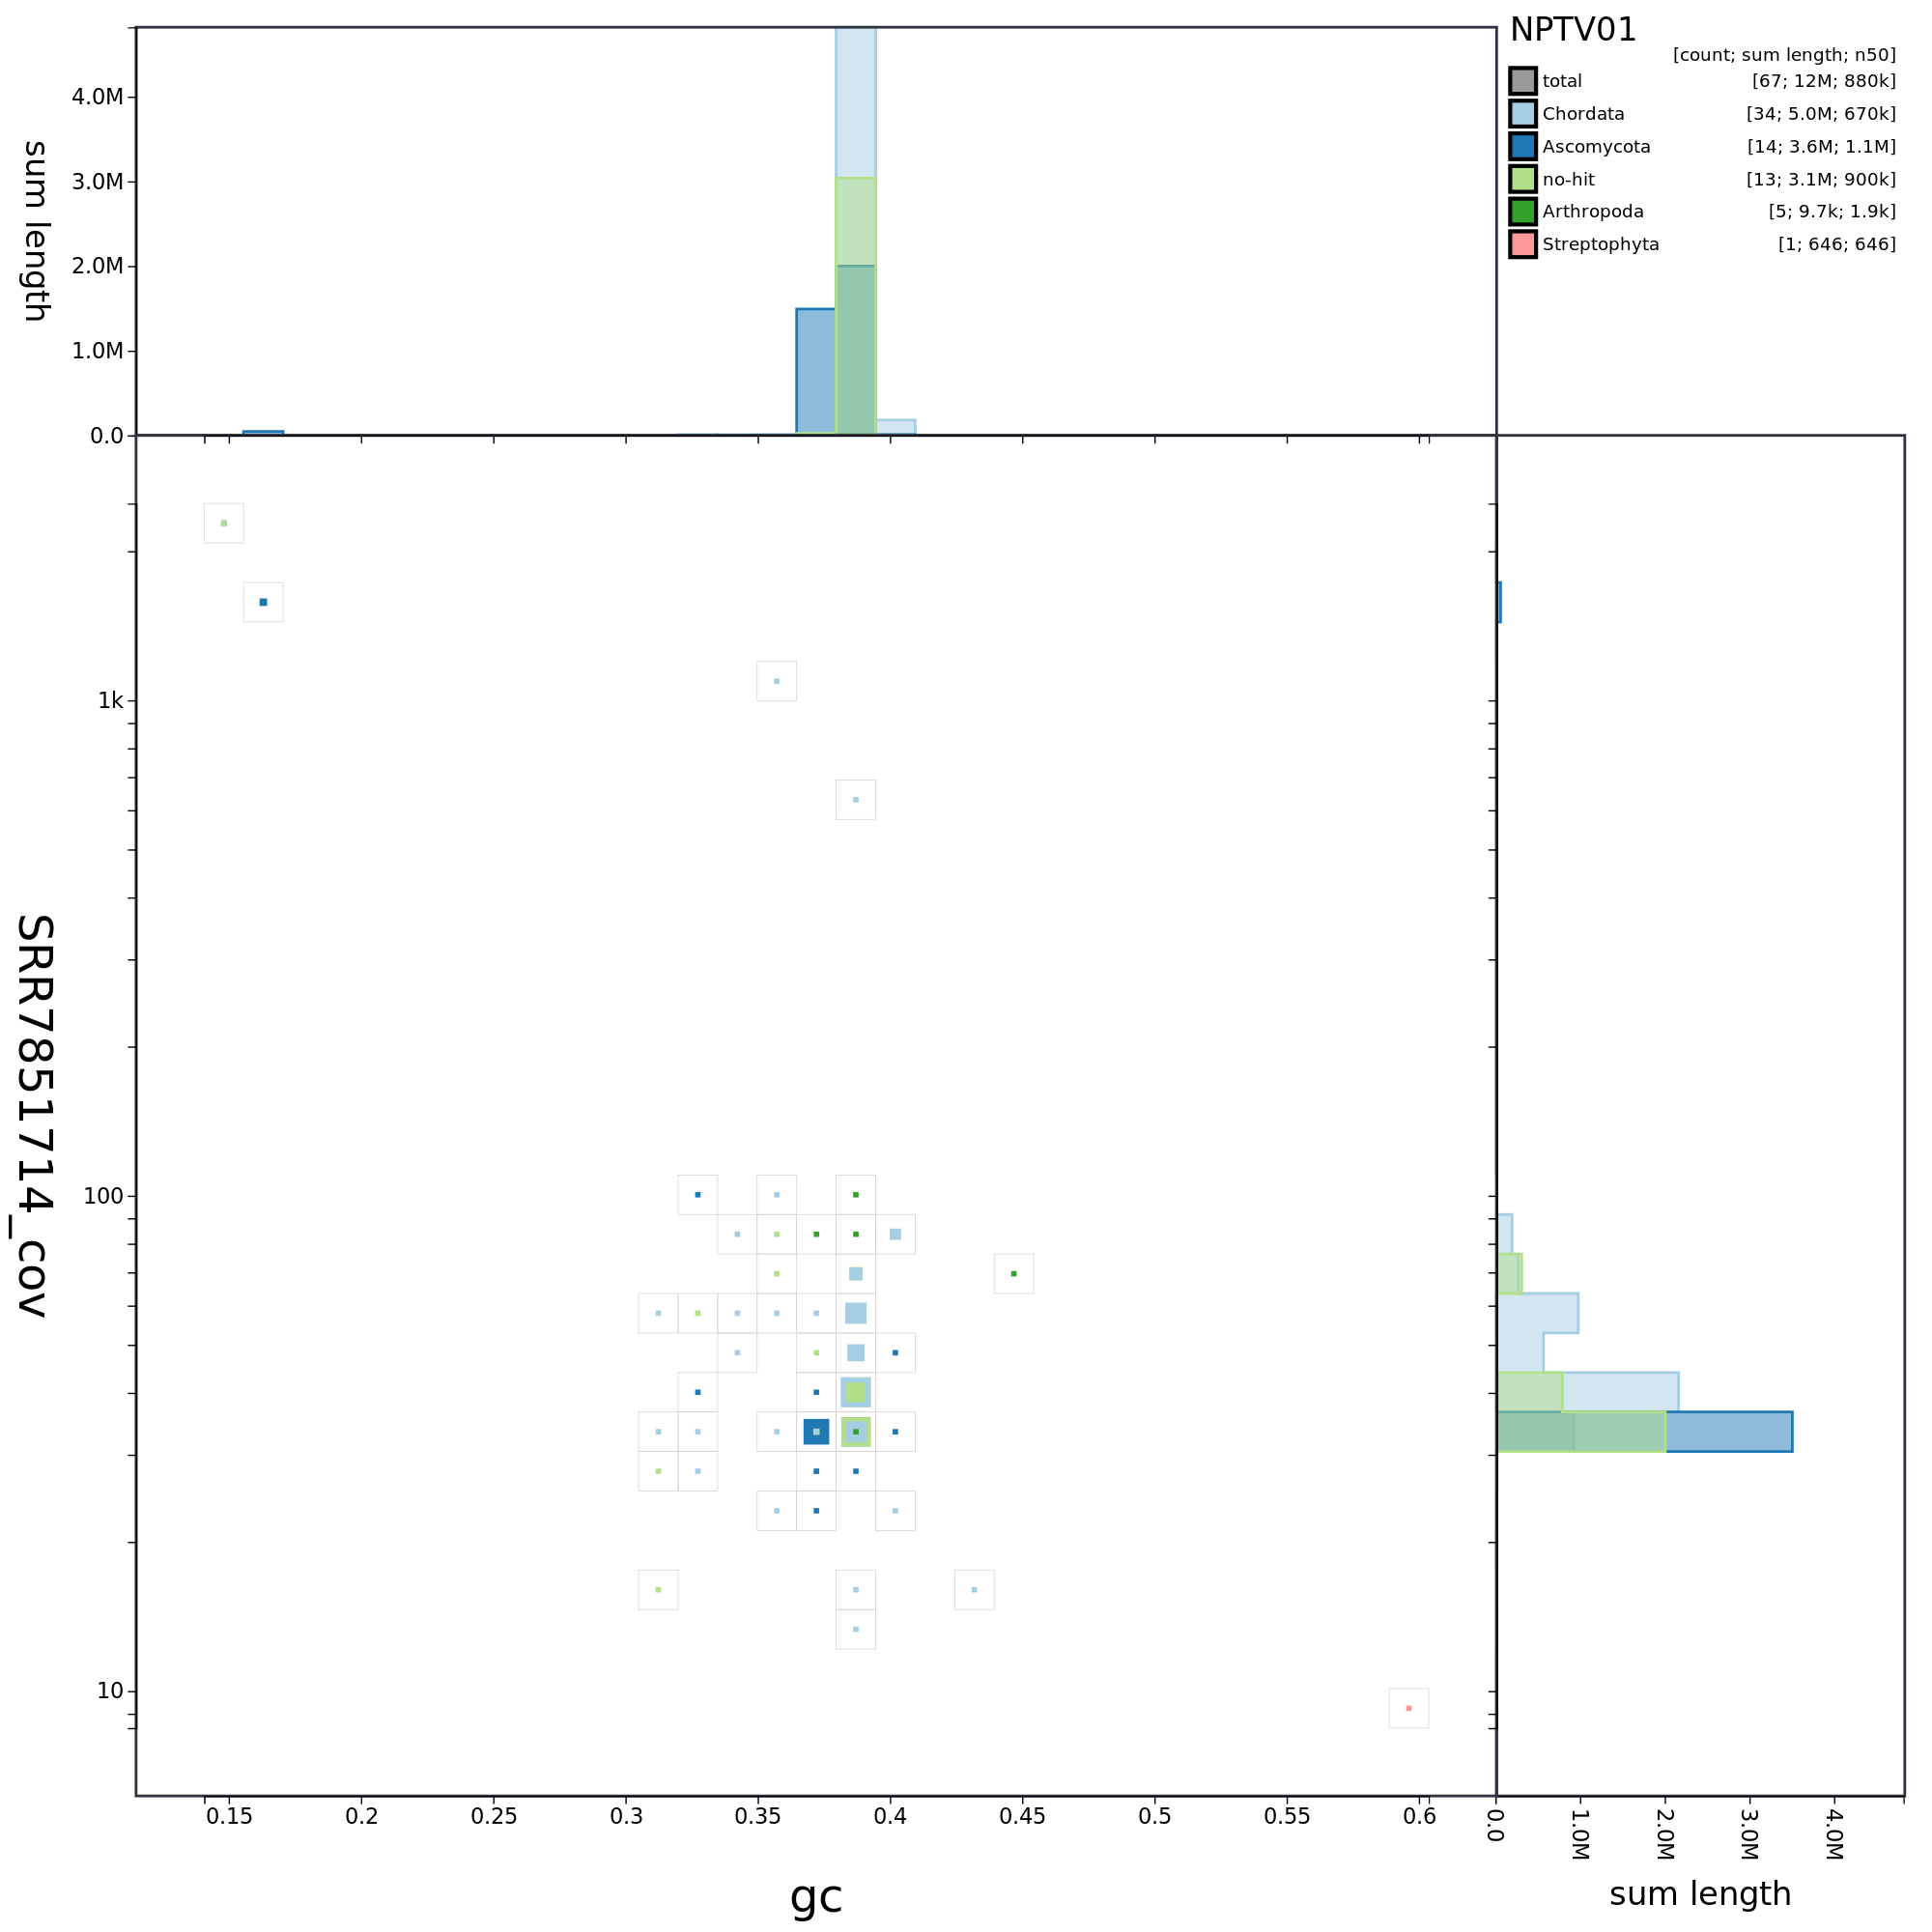 NPTV01
[count; sum length; n50]
total [67; 12M; 880k]
Chordata [34; 5.0M; 670k]
Ascomycota [14; 3.6M; 1.1M]
no-hit [13; 3.1M; 900k]
Arthropoda [5; 9.7k; 1.9k]
Streptophyta [1; 646; 646]
sum length
4.0M
3.0M
2.0M
1.0M
0.0
SRR7851714_cov
1k
100
10
0.15 0.2 0.25 0.3 0.35 0.4 0.45 0.5 0.55 0.6
gc
0.0 1.0M 2.0M 3.0M 4.0M
sum length